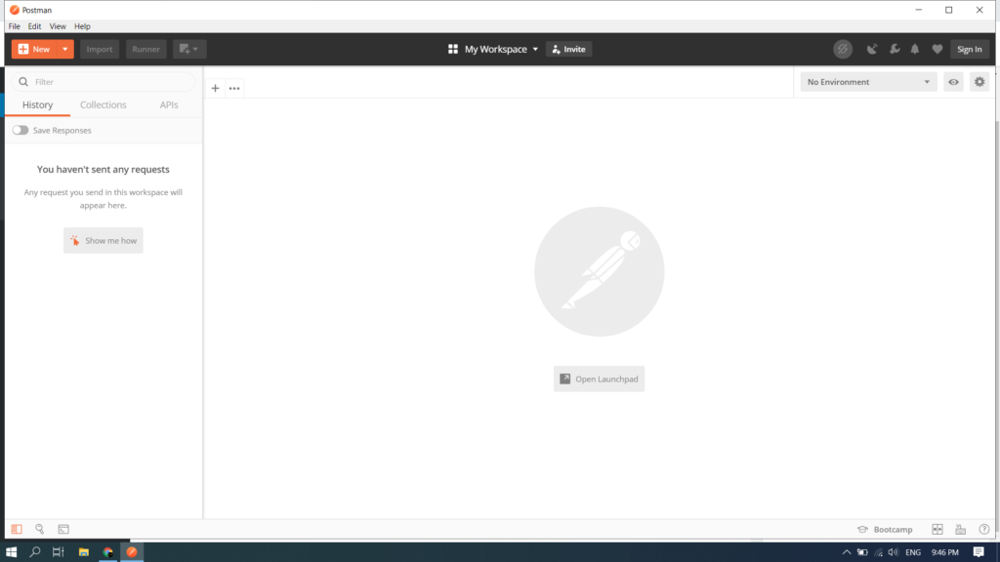 Postman
File Edit View Help
New Import Runner My Workspace Invite Sign In
Filter
No Environment
History Collections APIs
Save Responses
You haven't sent any requests
Any request you send in this workspace will
appear here.
Show me how
Open Launchpad
Bootcamp
ENG 9:46 PM